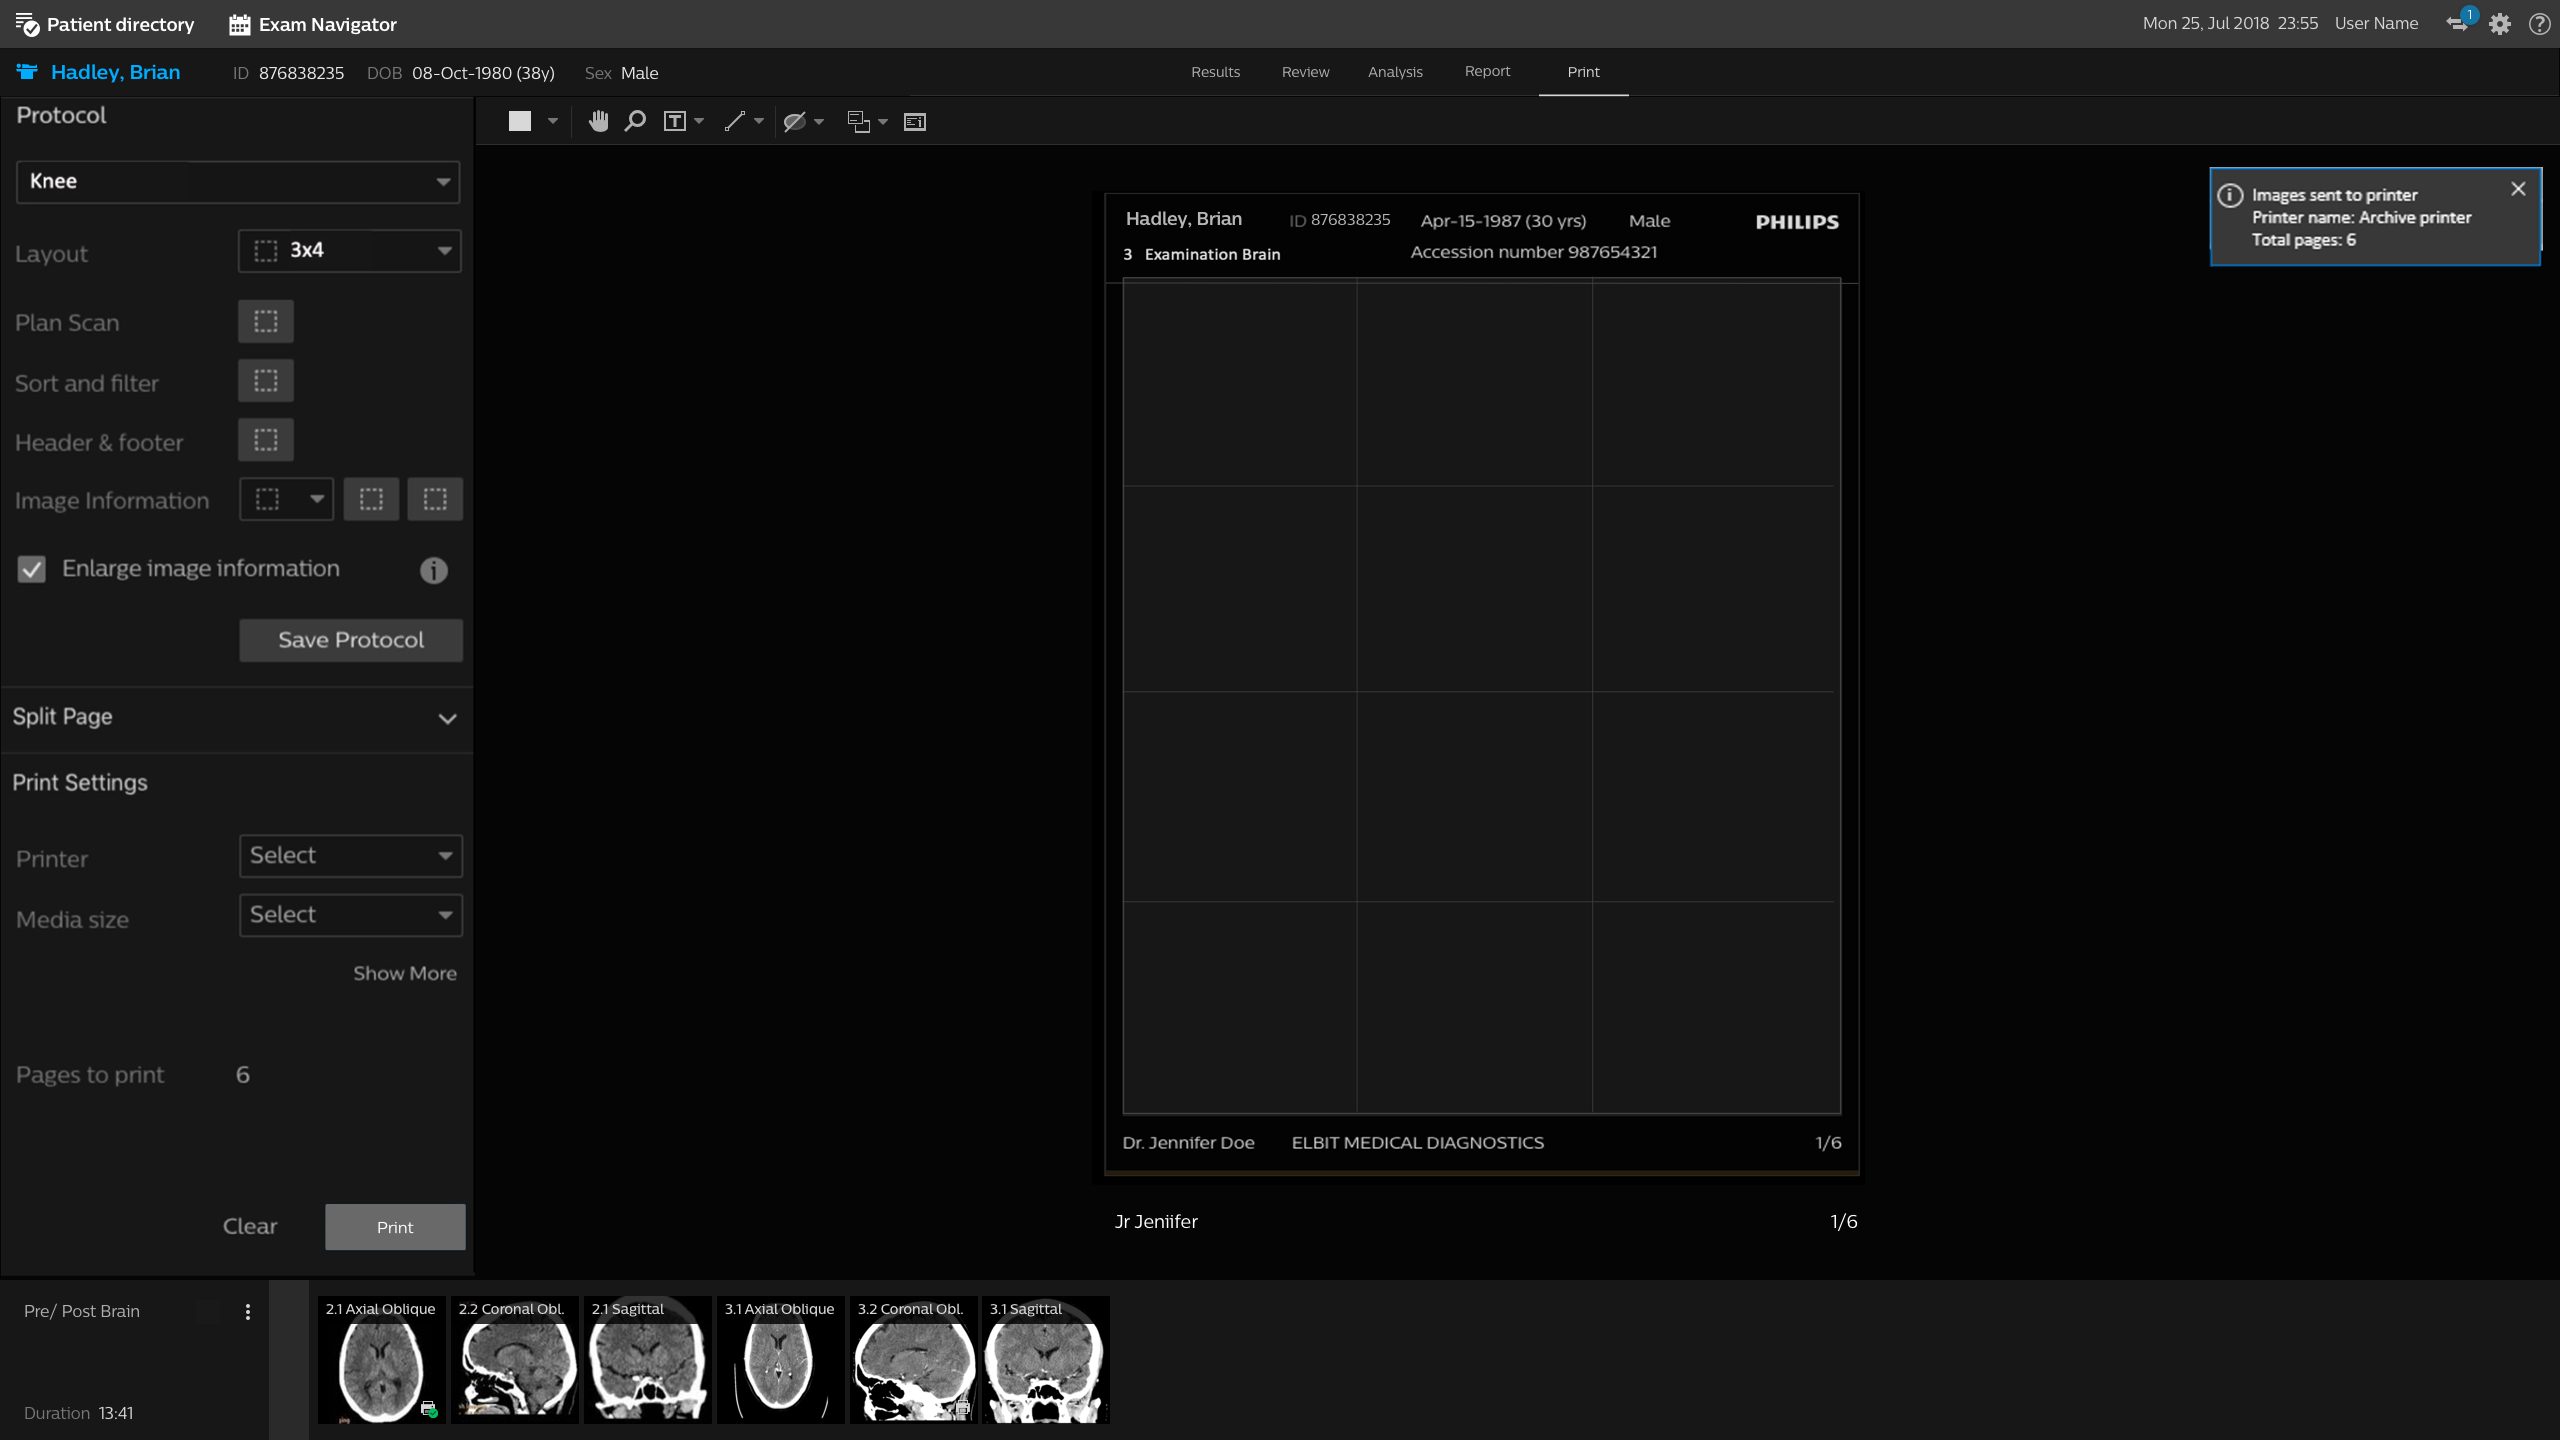 Patient directory
Exam Navigator
Mon 25, Jul 2018 23:55 User Name
1
Hadley, Brian ID 876838235 DOB 08-Oct-1980 (38y) Sex Male
Results Review Analysis Report Print
Protocol
Knee
Layout 3x4
Plan Scan
Sort and filter
Header & footer
Image Information
Enlarge image information
Save Protocol
Split Page
Print Settings
Printer Select
Media size Select
Show More
Pages to print 6
Clear Print
Hadley, Brian ID 876838235 Apr-15-1987 (30 yrs) Male PHILIPS
3 Examination Brain Accession number 987654321
Dr. Jennifer Doe ELBIT MEDICAL DIAGNOSTICS 1/6
Jr Jeniifer 1/6
Images sent to printer
Printer name: Archive printer
Total pages: 6
Pre/ Post Brain
Duration 13:41
2.1 Axial Oblique
2.2 Coronal Obl.
2.1 Sagittal
3.1 Axial Oblique
3.2 Coronal Obl.
3.1 Sagittal